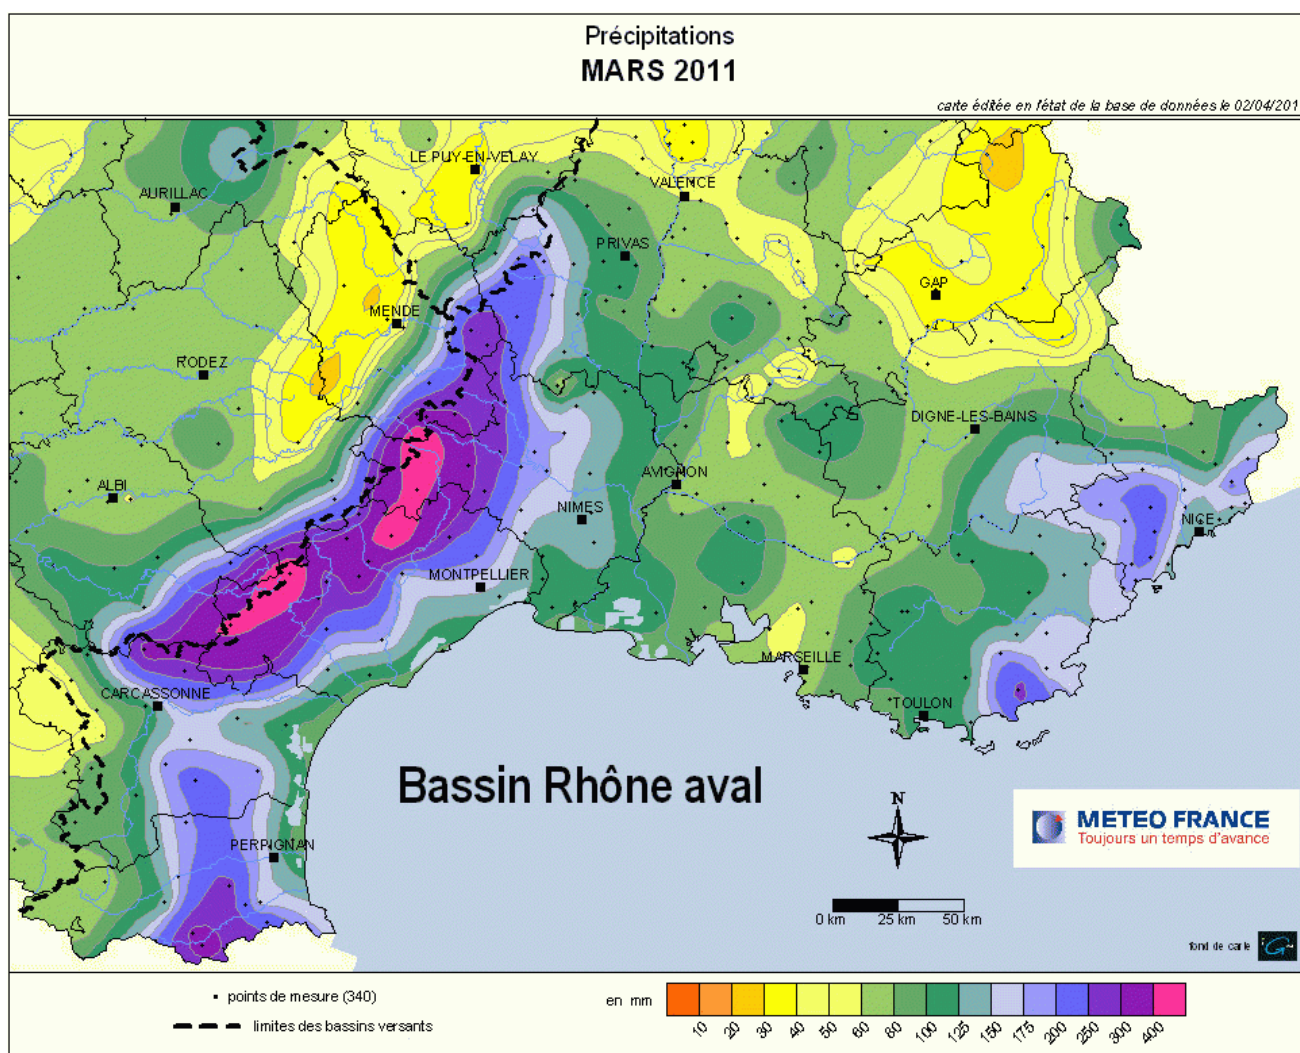 Précipitations
MARS 2011
carte éditée en l'état de la base de données le 02/04/201
LE PUY-EN-VELAY
AURILLAC
VALENCE
PRIVAS
GAP
MENDE
RODEZ
DIGNE-LES-BAINS
AVIGNON
ALBI
NIMES
NICE
MONTPELLIER
MARSEILLE
CARCASSONNE
TOULON
Bassin Rhône aval
N
METEO FRANCE
Toujours un temps d'avance
PERPIGNAN
0 km 25 km 50 km
fond de carte
points de mesure (340)
limites des bassins versants
en mm
10 20 30 40 50 60 80 100 125 150 175 200 250 300 400